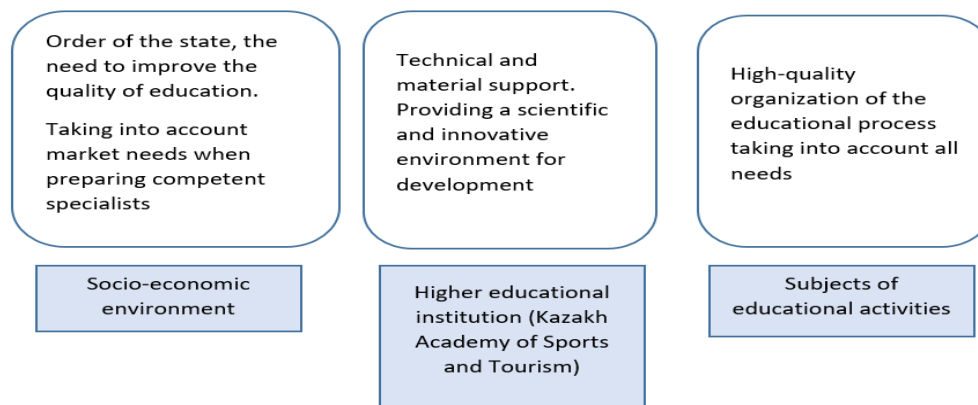 Order of the state, the
need to improve the
quality of education.
Taking into account
market needs when
preparing competent
specialists
Technical and
material support.
Providing a scientific
and innovative
environment for
development
High-quality
organization of the
educational process
taking into account all
needs
Socio-economic
environment
Higher educational
institution (Kazakh
Academy of Sports
and Tourism)
Subjects of
educational activities